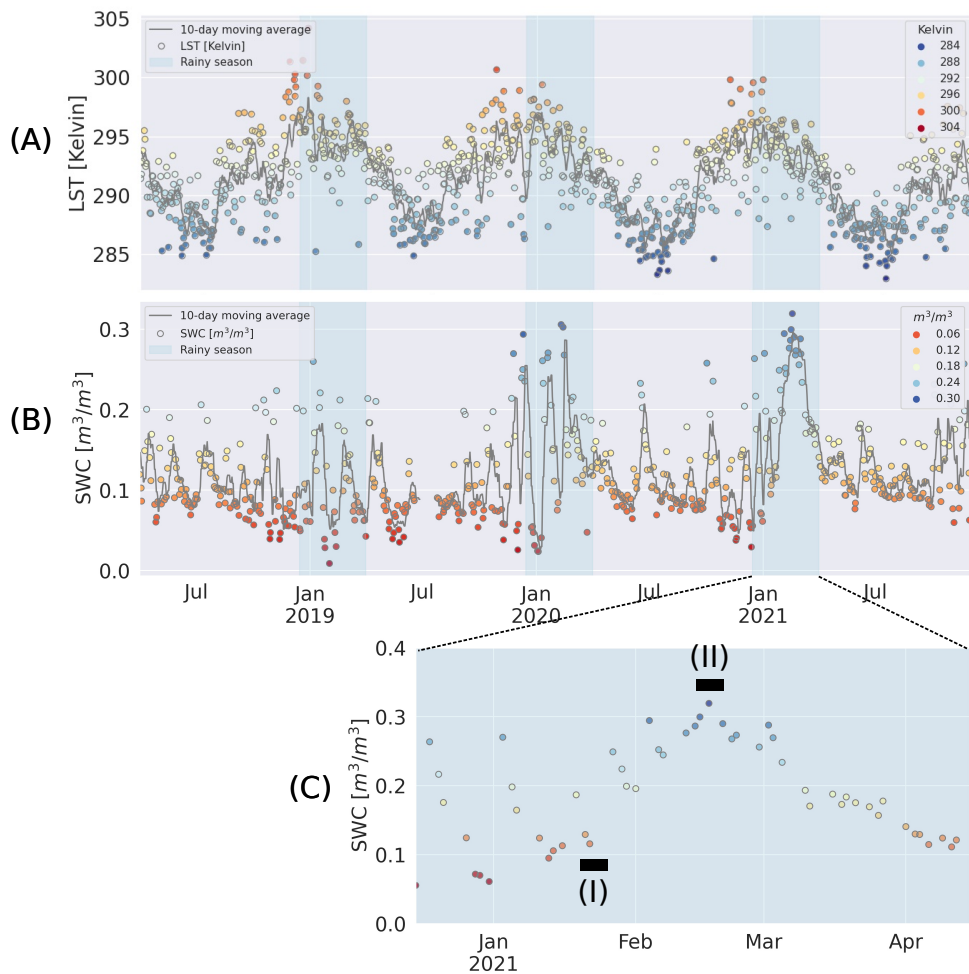 (A)
LST [Kelvin]
305
300
295
290
285
10-day moving average
LST [Kelvin]
Rainy season
Kelvin
284
288
292
296
300
304
(B)
SWC [m³/m³]
0.3
0.2
0.1
0.0
10-day moving average
SWC [m³/m³]
Rainy season
m³/m³
0.06
0.12
0.18
0.24
0.30
Jul
Jan
2019
Jul
Jan
2020
Jul
Jan
2021
Jul
(C)
SWC [m³/m³]
0.4
0.3
0.2
0.1
0.0
(II)
(I)
Jan
2021
Feb
Mar
Apr